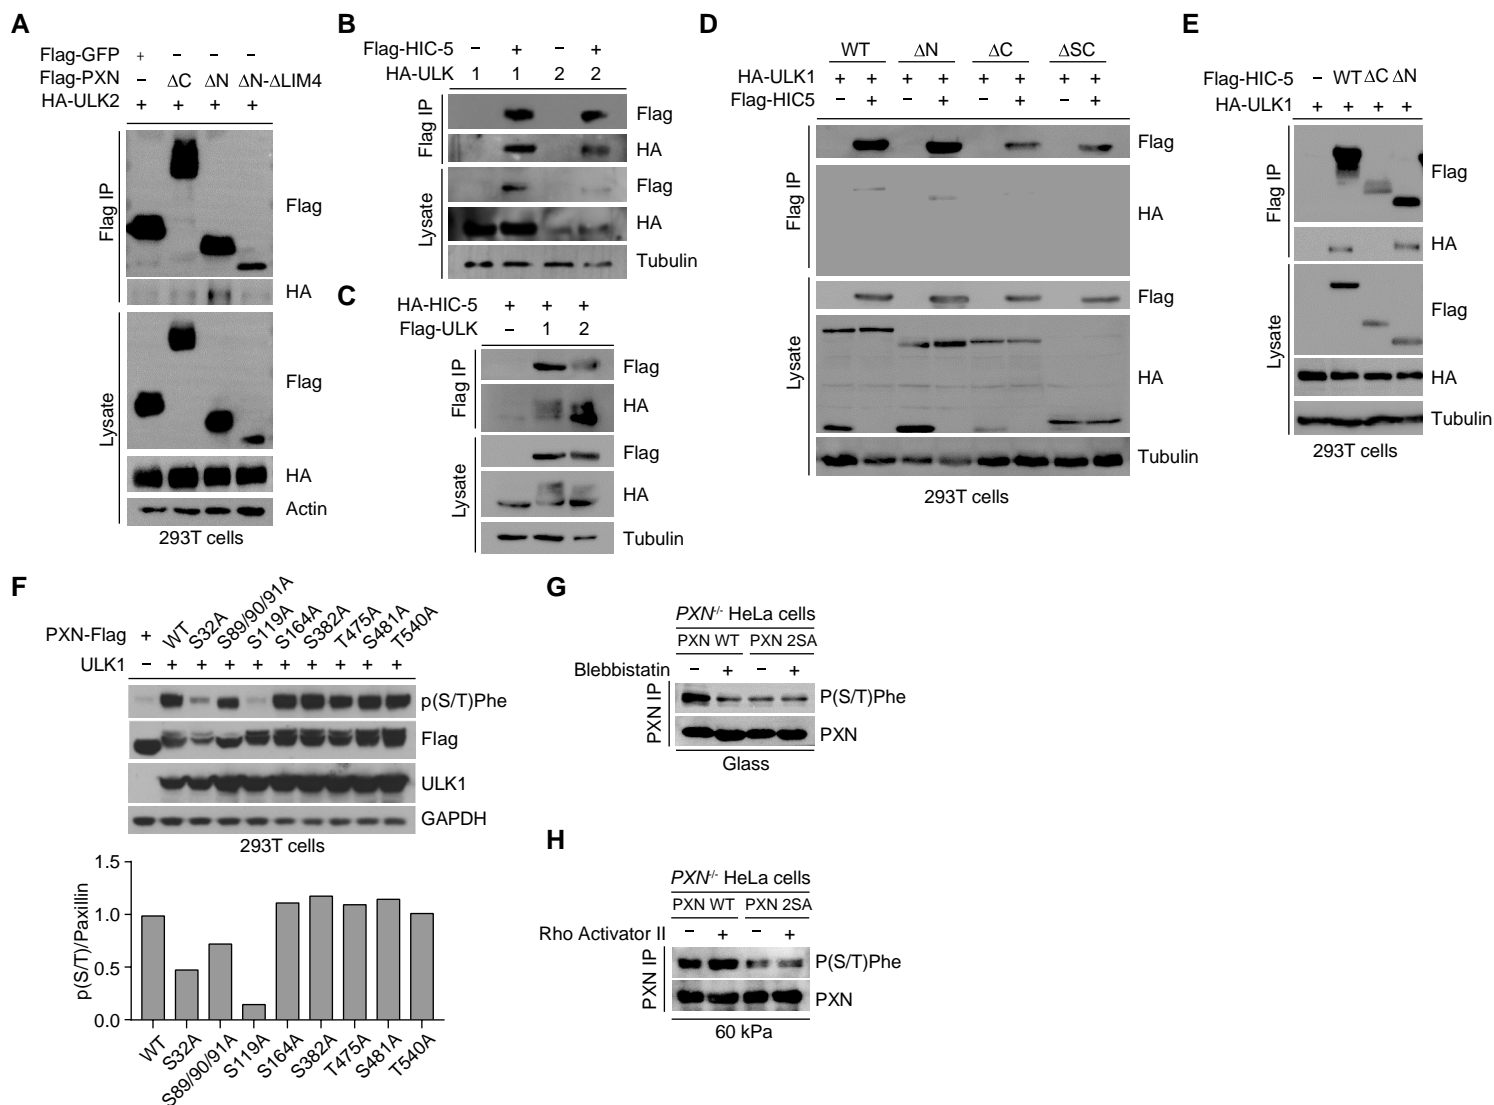 A
Flag-GFP + − − −
Flag-PXN − ΔC ΔN ΔN-ΔLIM4
HA-ULK2 + + + +
Flag IP
Flag
HA
Lysate
Flag
HA
Actin
293T cells
B
Flag-HIC-5 − + − +
HA-ULK 1 1 2 2
Flag IP
Flag
HA
Lysate
Flag
HA
Tubulin
C
HA-HIC-5 + + +
Flag-ULK − 1 2
Flag IP
Flag
HA
Lysate
Flag
HA
Tubulin
D
WT ΔN ΔC ΔSC
HA-ULK1 + + + + + + + +
Flag-HIC5 − + − + − + − +
Flag IP
Flag
HA
Lysate
Flag
HA
Tubulin
293T cells
E
Flag-HIC-5 − WT ΔC ΔN
HA-ULK1 + + + +
Flag IP
Flag
HA
Lysate
Flag
HA
Tubulin
293T cells
F
PXN-Flag + WT S32A S89/90/91A S119A S164A S382A T475A S481A T540A
ULK1 − + + + + + + + + +
p(S/T)Phe
Flag
ULK1
GAPDH
293T cells
p(S/T)/Paxillin
1.5
1.0
0.5
0.0
WT S32A S89/90/91A S119A S164A S382A T475A S481A T540A
G
PXN-/- HeLa cells
PXN WT PXN 2SA
Blebbistatin − + − +
PXN IP
P(S/T)Phe
PXN
Glass
H
PXN-/- HeLa cells
PXN WT PXN 2SA
Rho Activator II − + − +
PXN IP
P(S/T)Phe
PXN
60 kPa